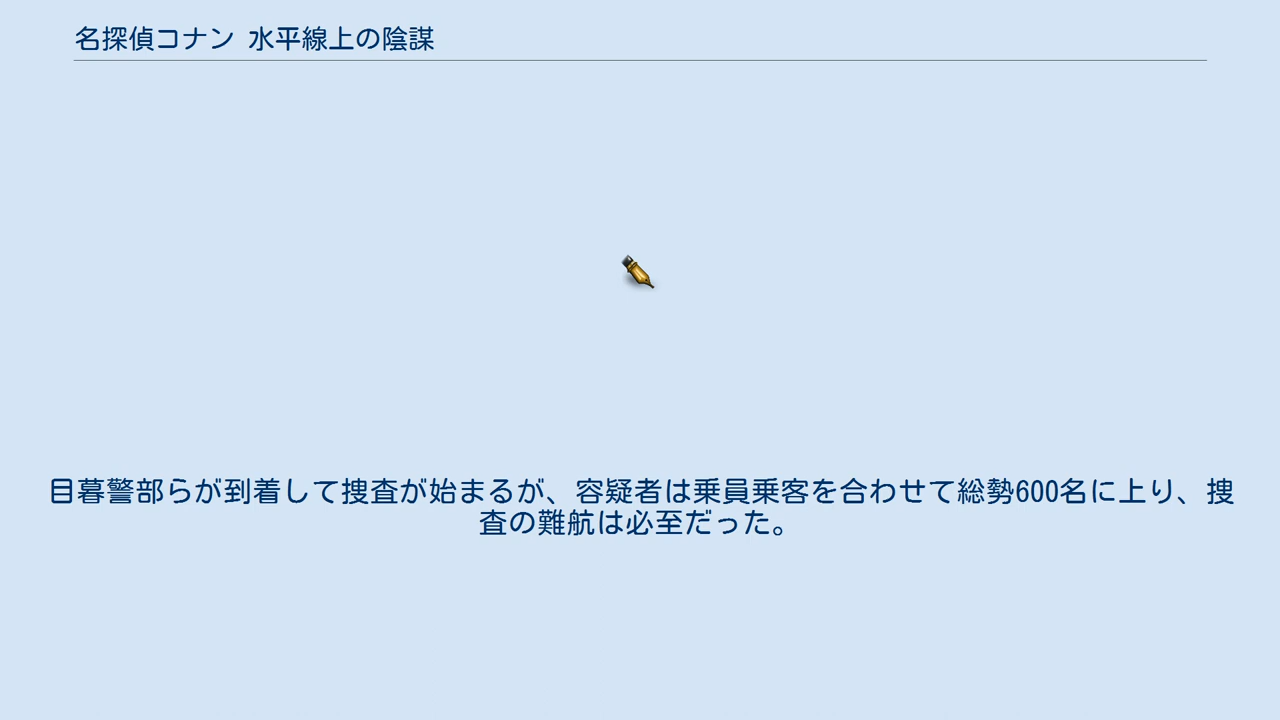 名探偵コナン 水平線上の陰謀
目暮警部らが到着して捜査が始まるが、容疑者は乗員乗客を合わせて総勢600名に上り、捜
査の難航は必至だった。